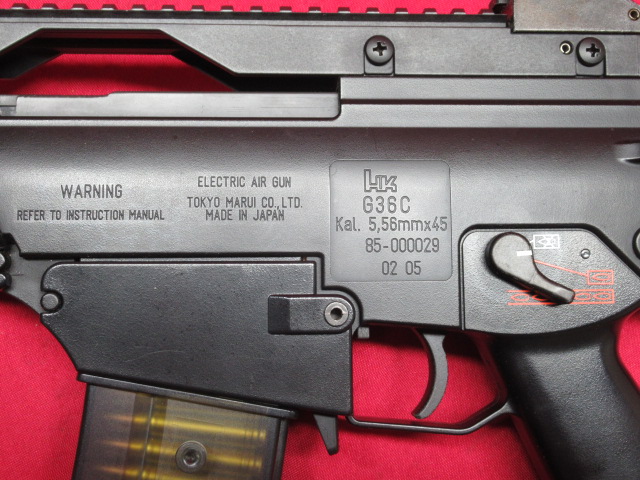 WARNING
REFER TO INSTRUCTION MANUAL
ELECTRIC AIR GUN
TOKYO MARUI CO.,LTD.
MADE IN JAPAN
HK
G36C
Kal. 5,56mmx45
85-000029
02 05